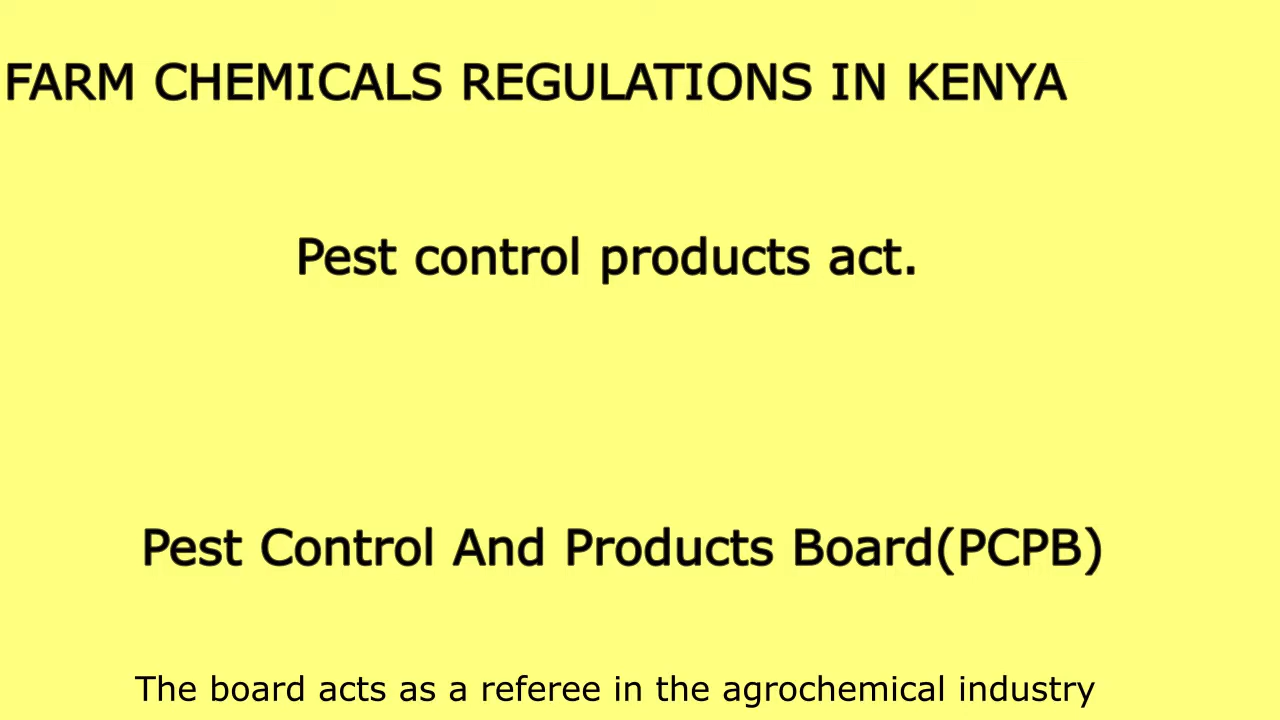 FARM CHEMICALS REGULATIONS IN KENYA
Pest control products act.
Pest Control And Products Board(PCPB)
The board acts as a referee in the agrochemical industry